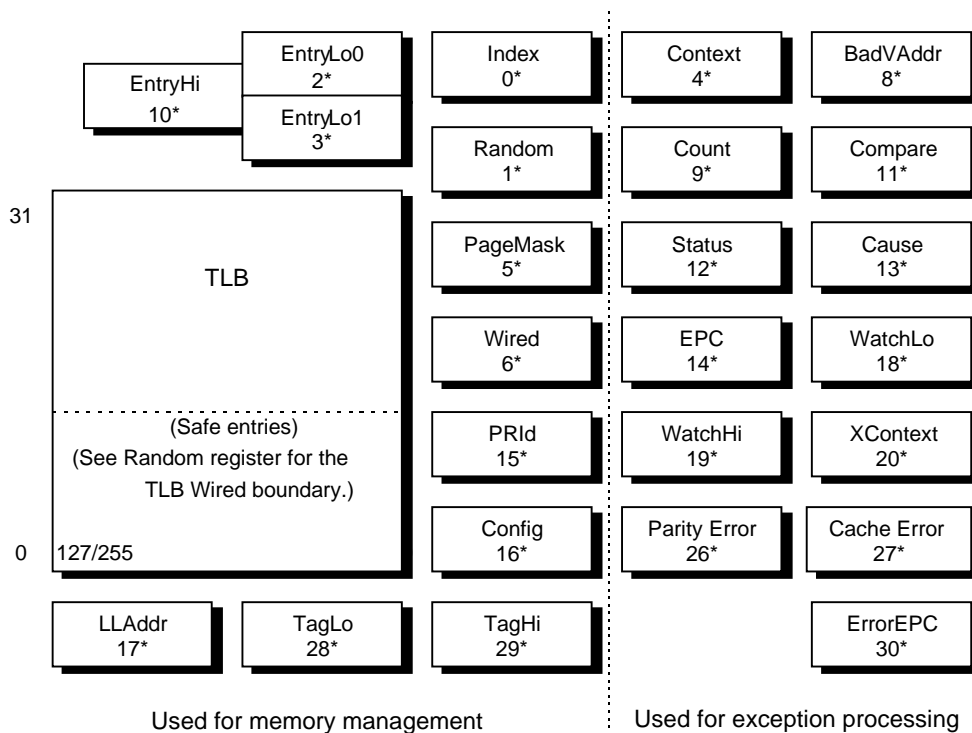 EntryHi
10*
EntryLo0
2*
EntryLo1
3*
Index
0*
Context
4*
BadVAddr
8*
Random
1*
Count
9*
Compare
11*
31
TLB
PageMask
5*
Status
12*
Cause
13*
Wired
6*
EPC
14*
WatchLo
18*
(Safe entries)
(See Random register for the
TLB Wired boundary.)
PRId
15*
WatchHi
19*
XContext
20*
0
127/255
Config
16*
Parity Error
26*
Cache Error
27*
LLAddr
17*
TagLo
28*
TagHi
29*
ErrorEPC
30*
Used for memory management
Used for exception processing